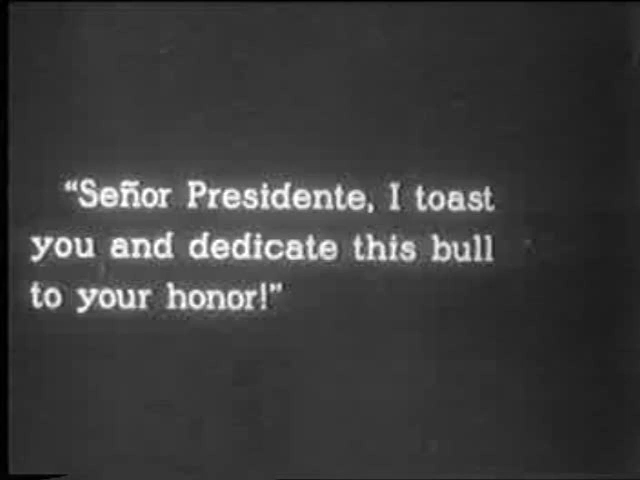 “Señor Presidente, I toast
you and dedicate this bull
to your honor!”